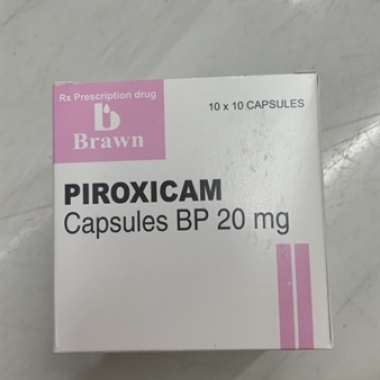 Rx Prescription drug
10 x 10 CAPSULES
Brawn
PIROXICAM
Capsules BP 20 mg